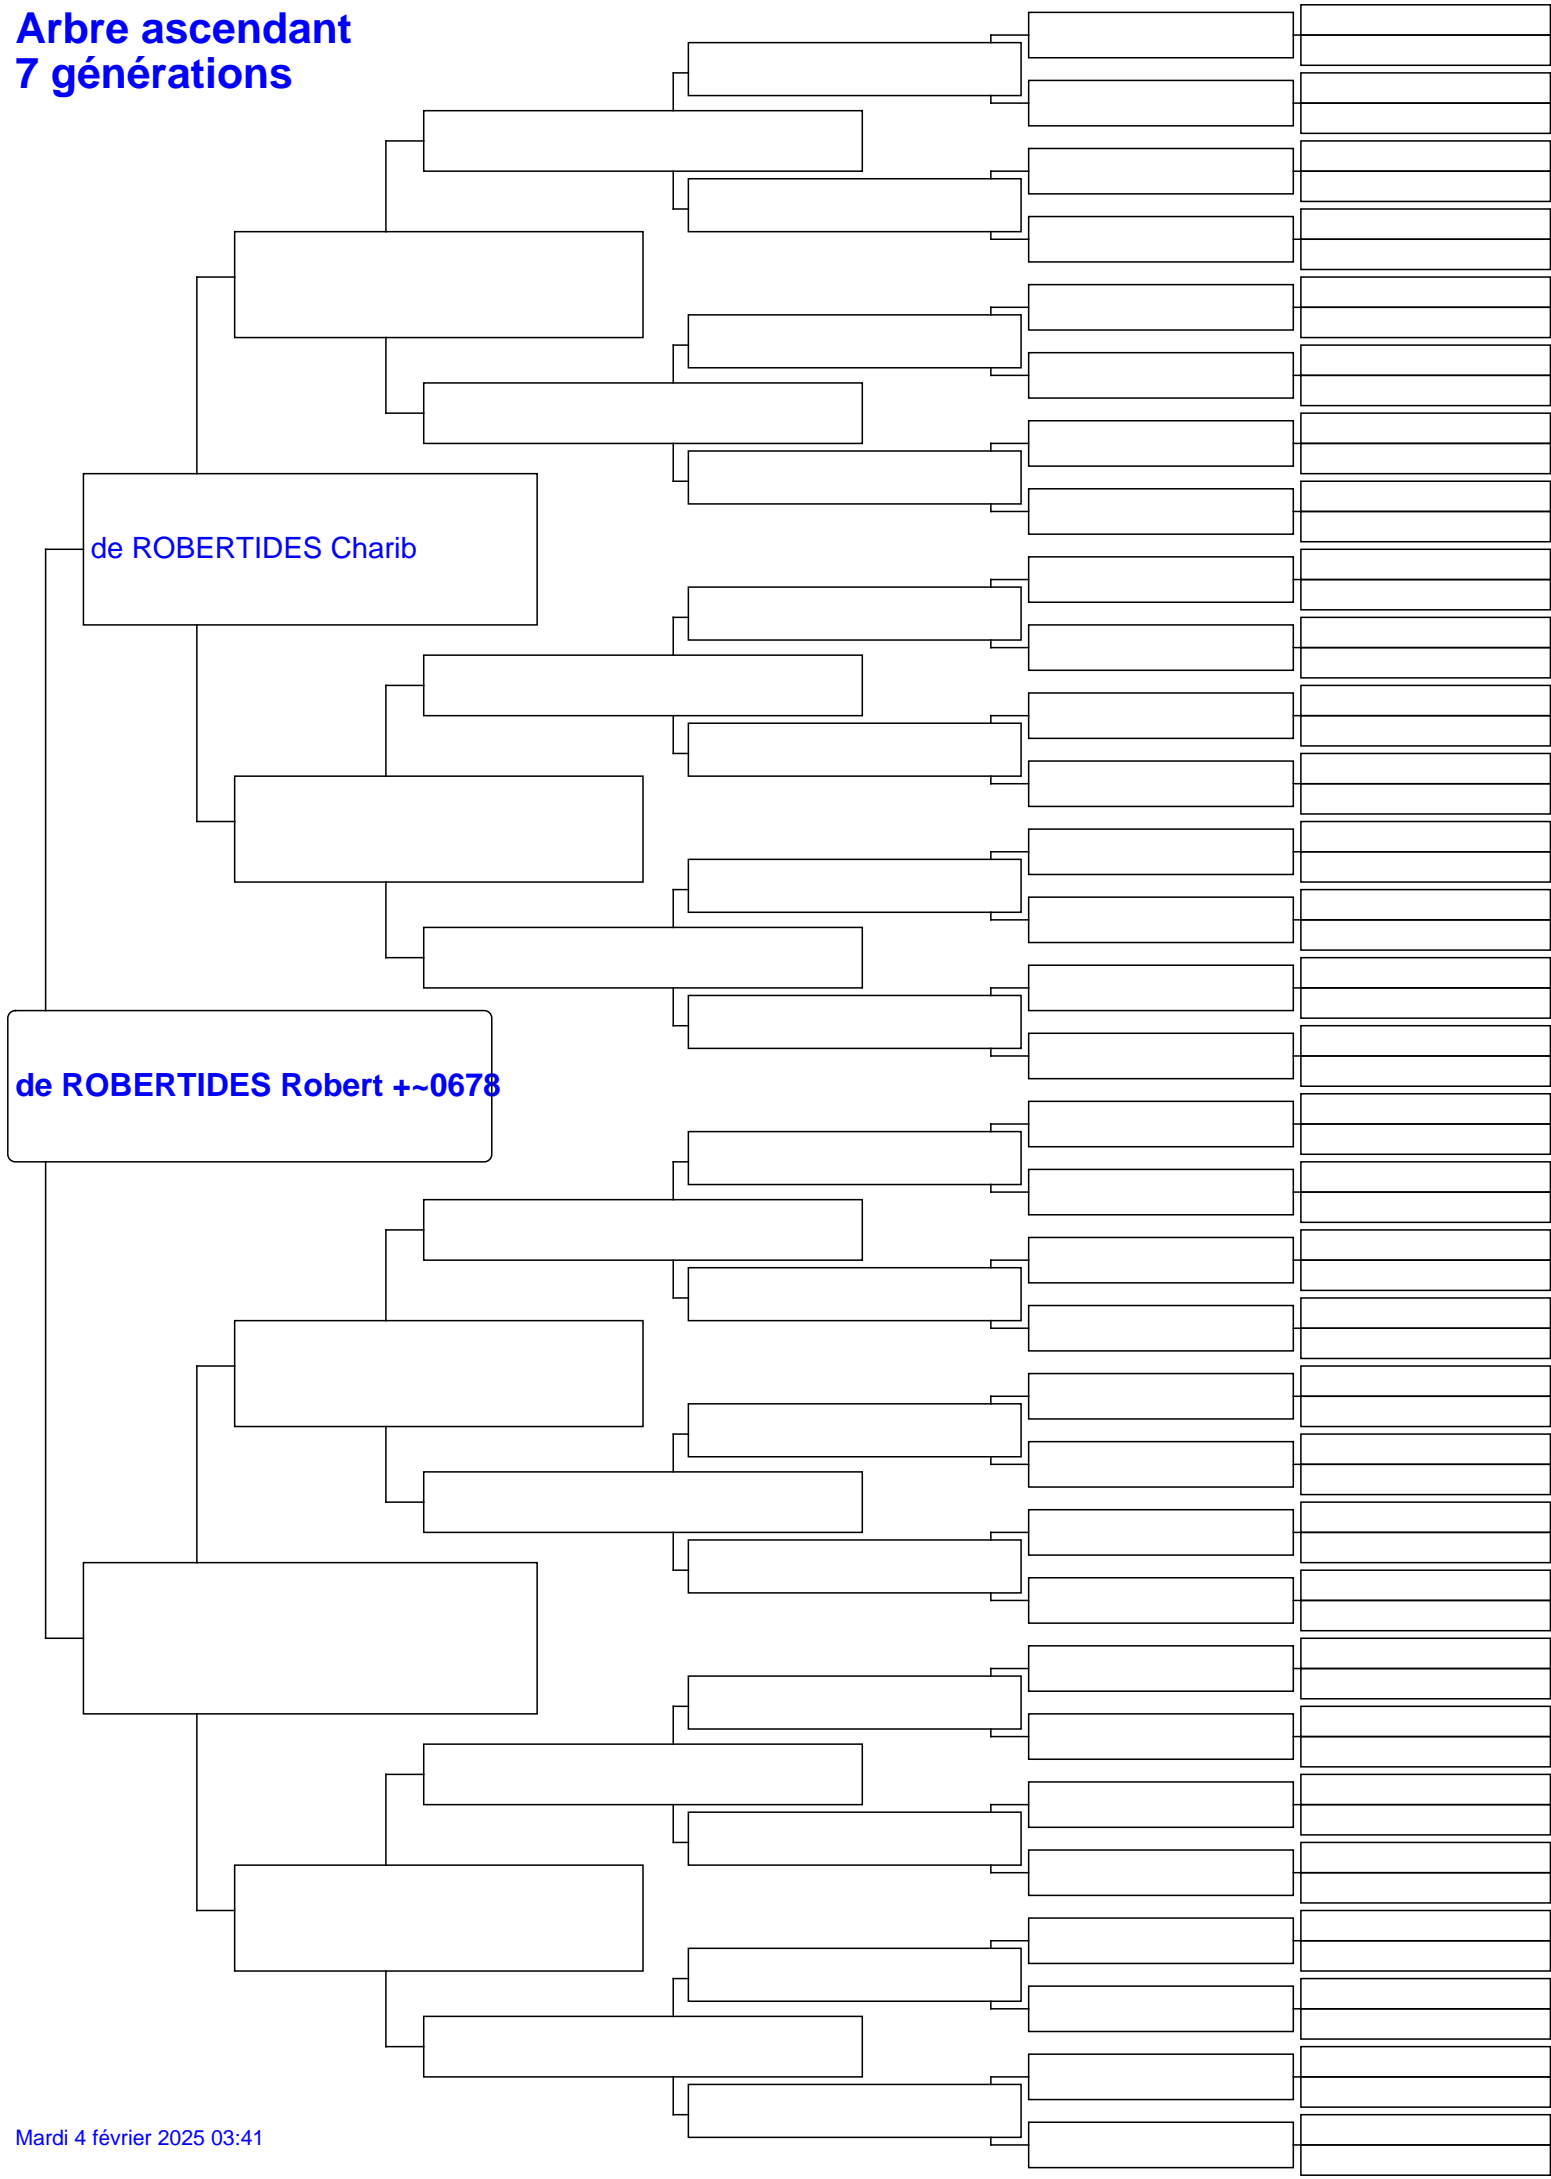 Arbre ascendant
7 générations
de ROBERTIDES Charib
de ROBERTIDES Robert +~0678
Mardi 4 février 2025 03:41